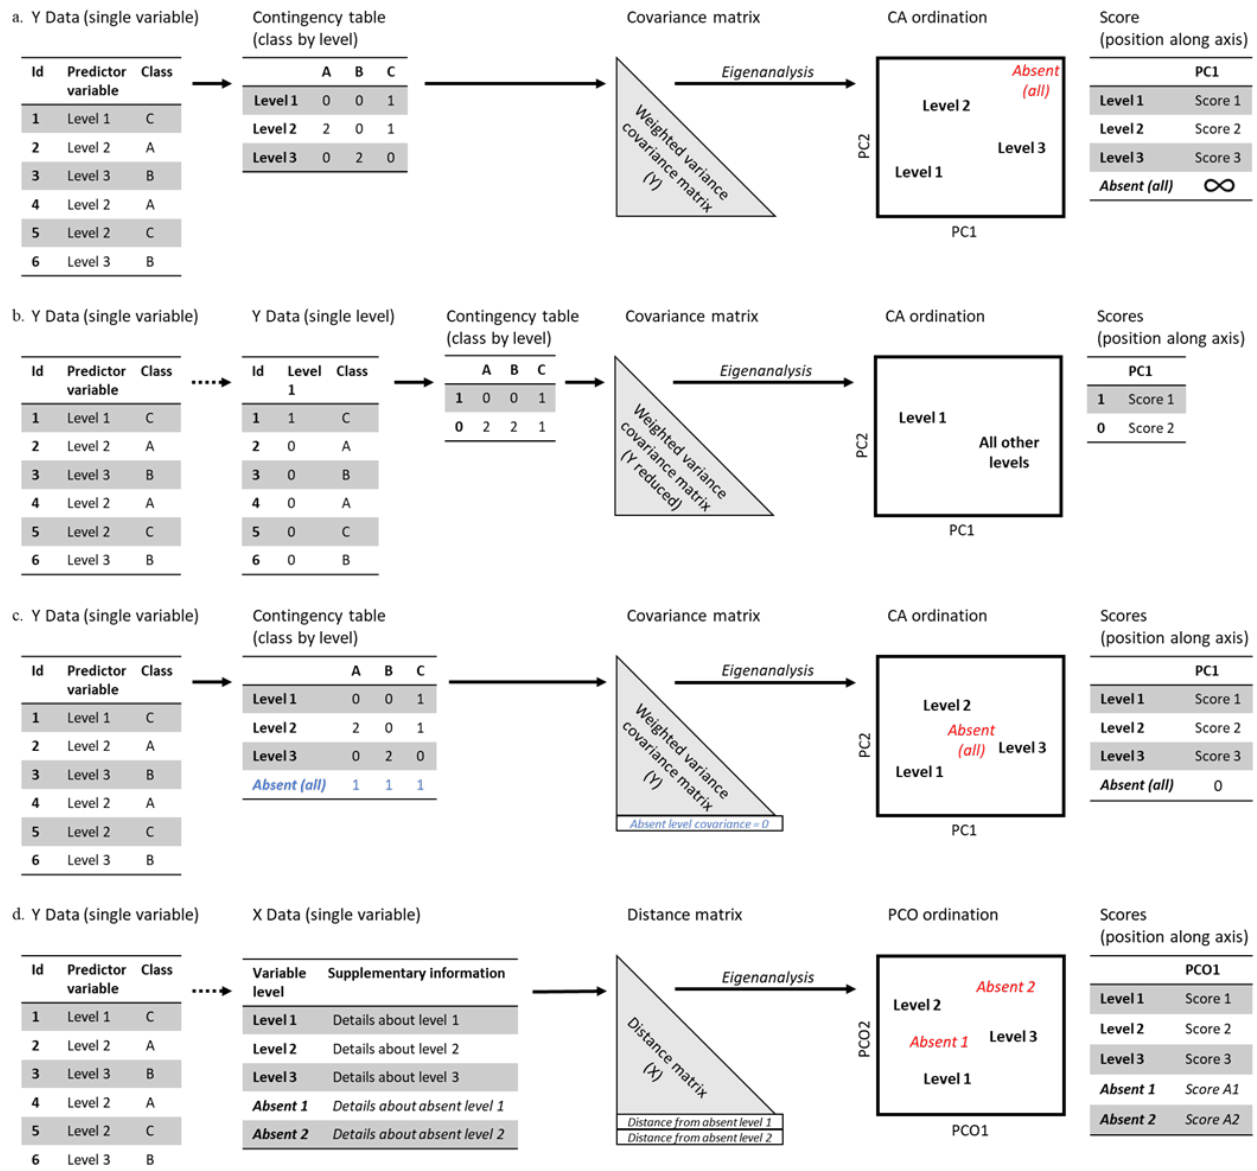 a. Y Data (single variable)
Contingency table
(class by level)
Covariance matrix
CA ordination
Score
(position along axis)
Id Predictor variable Class
1 Level 1 C
2 Level 2 A
3 Level 3 B
4 Level 2 A
5 Level 2 C
6 Level 3 B
A B C
Level 1 0 0 1
Level 2 2 0 1
Level 3 0 2 0
Weighted variance
covariance matrix
(Y)
Eigenanalysis
PC2
Absent
(all)
Level 2
Level 3
Level 1
PC1
PC1
Level 1 Score 1
Level 2 Score 2
Level 3 Score 3
Absent (all) ∞
b. Y Data (single variable)
Y Data (single level)
Contingency table
(class by level)
Covariance matrix
CA ordination
Scores
(position along axis)
Id Predictor variable Class
1 Level 1 C
2 Level 2 A
3 Level 3 B
4 Level 2 A
5 Level 2 C
6 Level 3 B
Id Level 1 Class
1 1 C
2 0 A
3 0 B
4 0 A
5 0 C
6 0 B
A B C
1 0 0 1
0 2 2 1
Weighted variance
covariance matrix
(Y reduced)
Eigenanalysis
PC2
Level 1
All other
levels
PC1
PC1
1 Score 1
0 Score 2
c. Y Data (single variable)
Contingency table
(class by level)
Covariance matrix
CA ordination
Scores
(position along axis)
Id Predictor variable Class
1 Level 1 C
2 Level 2 A
3 Level 3 B
4 Level 2 A
5 Level 2 C
6 Level 3 B
A B C
Level 1 0 0 1
Level 2 2 0 1
Level 3 0 2 0
Absent (all) 1 1 1
Weighted variance
covariance matrix
(Y)
Absent level covariance = 0
Eigenanalysis
PC2
Level 2
Absent
(all)
Level 3
Level 1
PC1
PC1
Level 1 Score 1
Level 2 Score 2
Level 3 Score 3
Absent (all) 0
d. Y Data (single variable)
X Data (single variable)
Distance matrix
PCO ordination
Scores
(position along axis)
Id Predictor variable Class
1 Level 1 C
2 Level 2 A
3 Level 3 B
4 Level 2 A
5 Level 2 C
6 Level 3 B
Variable level Supplementary information
Level 1 Details about level 1
Level 2 Details about level 2
Level 3 Details about level 3
Absent 1 Details about absent level 1
Absent 2 Details about absent level 2
Distance matrix
(X)
Distance from absent level 1
Distance from absent level 2
Eigenanalysis
PCO2
Absent 2
Level 2
Absent 1
Level 3
Level 1
PCO1
PCO1
Level 1 Score 1
Level 2 Score 2
Level 3 Score 3
Absent 1 Score A1
Absent 2 Score A2